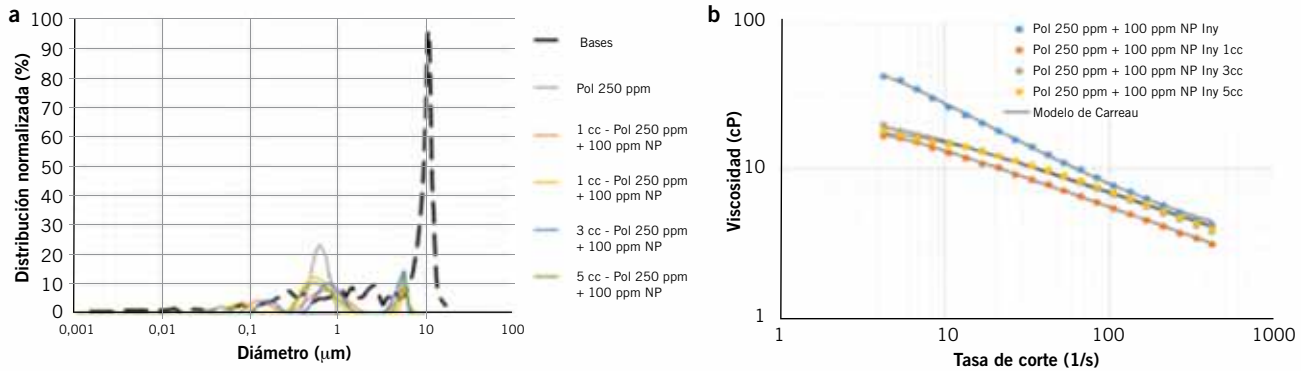 a
100
90
80
70
60
50
40
30
20
10
0
Distribución normalizada (%)
0,001
0,01
0,1
1
10
100
Diámetro (μm)
Bases
Pol 250 ppm
1 cc - Pol 250 ppm
+ 100 ppm NP
1 cc - Pol 250 ppm
+ 100 ppm NP
3 cc - Pol 250 ppm
+ 100 ppm NP
5 cc - Pol 250 ppm
+ 100 ppm NP
b
100
10
1
Viscosidad (cP)
Pol 250 ppm + 100 ppm NP Iny
Pol 250 ppm + 100 ppm NP Iny 1cc
Pol 250 ppm + 100 ppm NP Iny 3cc
Pol 250 ppm + 100 ppm NP Iny 5cc
Modelo de Carreau
1
10
100
1000
Tasa de corte (1/s)